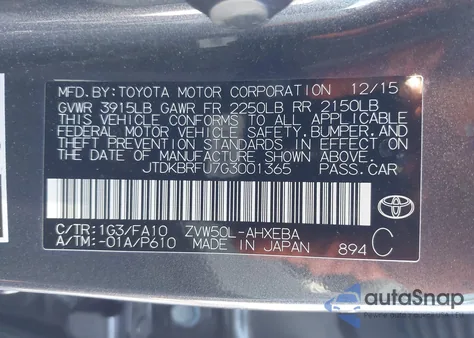 MFD.BY:TOYOTA MOTOR CORPORATION 12/15
GVWR 3915LB GAWR FR 2250LB RR 2150LB
THIS VEHICLE CONFORMS TO ALL APPLICABLE
FEDERAL MOTOR VEHICLE SAFETY, BUMPER, AND
THEFT PREVENTION STANDARDS IN EFFECT ON
THE DATE OF MANUFACTURE SHOWN ABOVE.
JTDKBRFU7G3001365 PASS.CAR
C/TR:1G3/FA10 ZVW50L-AHXEBA
A/TM:-01A/P610 MADE IN JAPAN 894 C
autoSnap